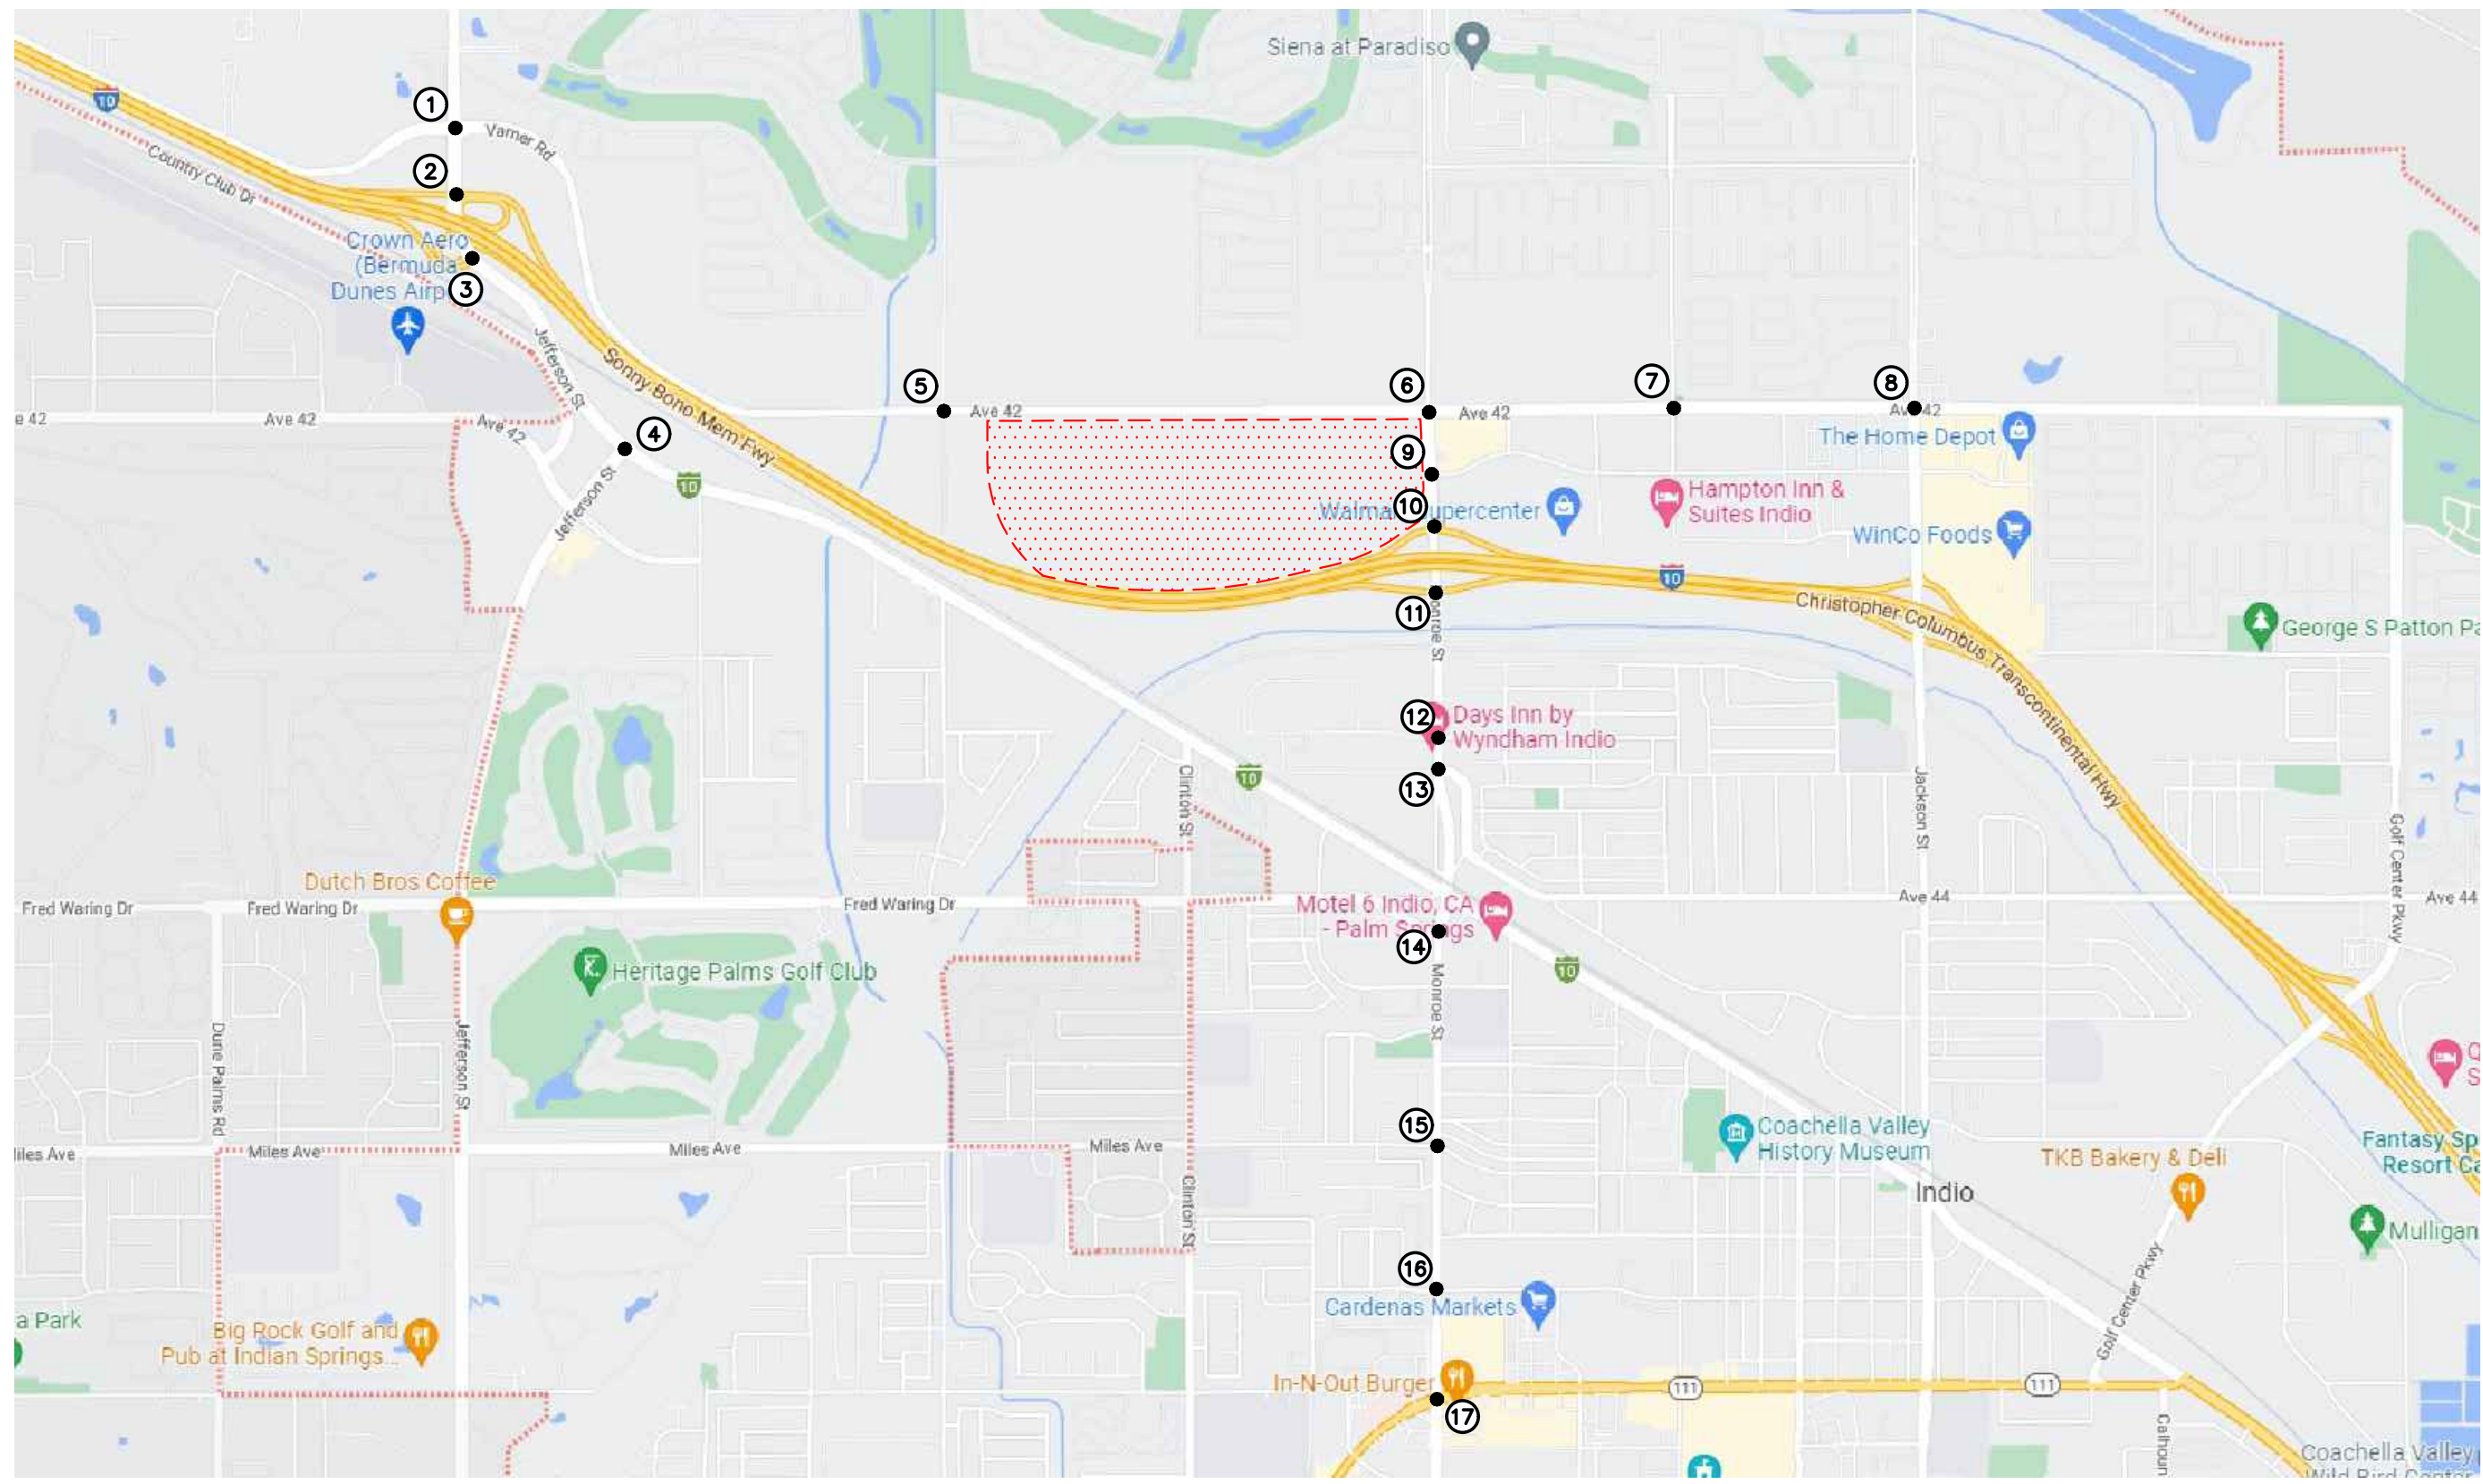 Siena at Paradiso
10
1
Varner Rd
Country Club Dr
2
Crown Aero
(Bermuda
Dunes Airp
3
Jefferson St
Sonny Bono Mem Fwy
5
Ave 42
6
Ave 42
7
8
42
e 42
Ave 42
Ave 42
4
The Home Depot
9
10
Jefferson St
10
Hampton Inn &
Suites Indio
WinCo Foods
10
Christopher Columbus Transcontinental Hwy
11
onroe St
George S Patton Pa
12
Days Inn by
Wyndham Indio
13
Clinton St
10
Jackson St
Golf Center Pkwy
Dutch Bros Coffee
Fred Waring Dr
Fred Waring Dr
Fred Waring Dr
Motel 6 Indio, CA
- Palm Springs
Ave 44
Ave 44
14
Heritage Palms Golf Club
Monroe St
10
Dune Palms Rd
Jefferson St
Q
S
15
Coachella Valley
History Museum
Fantasy Sp
Resort Ca
Miles Ave
Miles Ave
Miles Ave
Miles Ave
TKB Bakery & Deli
Clinton St
Indio
Mulligan
16
Cardenas Markets
Golf Center Pkwy
a Park
Big Rock Golf and
Pub at Indian Springs...
In-N-Out Burger
111
111
17
Calhoun
Coachella Valley